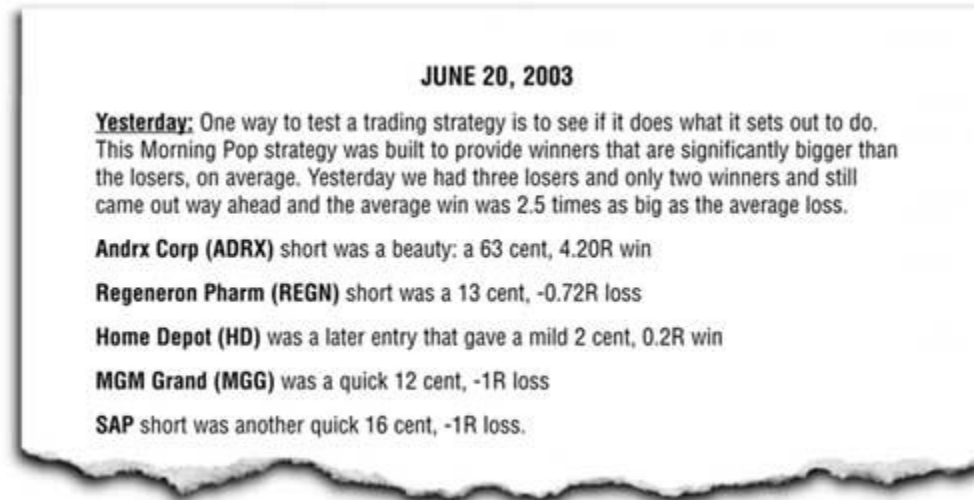 JUNE 20, 2003
Yesterday: One way to test a trading strategy is to see if it does what it sets out to do.
This Morning Pop strategy was built to provide winners that are significantly bigger than
the losers, on average. Yesterday we had three losers and only two winners and still
came out way ahead and the average win was 2.5 times as big as the average loss.
Andrx Corp (ADRX) short was a beauty: a 63 cent, 4.20R win
Regeneron Pharm (REGN) short was a 13 cent, -0.72R loss
Home Depot (HD) was a later entry that gave a mild 2 cent, 0.2R win
MGM Grand (MGG) was a quick 12 cent, -1R loss
SAP short was another quick 16 cent, -1R loss.